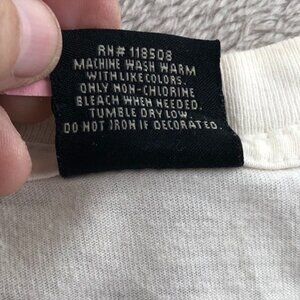 RN# 118508
MACHINE WASH WARM
WITH LIKE COLORS.
ONLY NON-CHLORINE
BLEACH WHEN NEEDED.
TUMBLE DRY LOW.
DO NOT IRON IF DECORATED.